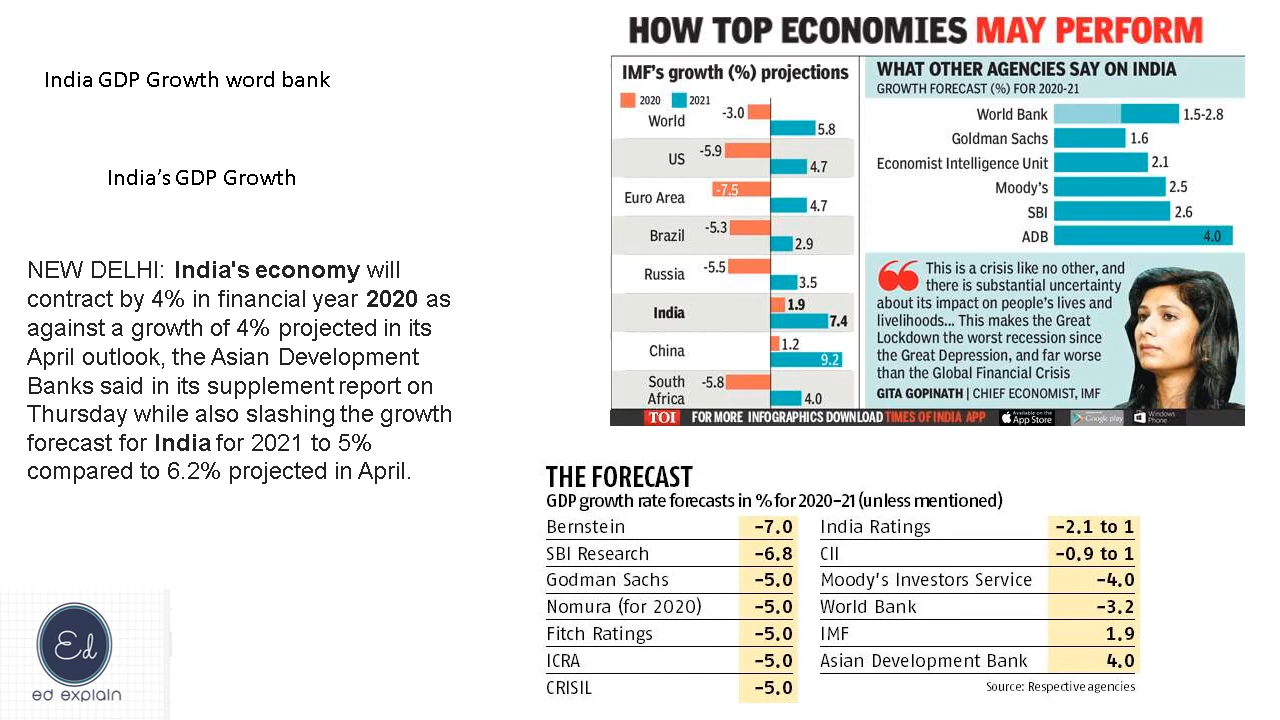 India GDP Growth word bank
India's GDP Growth
NEW DELHI: India's economy will
contract by 4% in financial year 2020 as
against a growth of 4% projected in its
April outlook, the Asian Development
Banks said in its supplement report on
Thursday while also slashing the growth
forecast for India for 2021 to 5%
compared to 6.2% projected in April.
Ed
ed explain
HOW TOP ECONOMIES MAY PERFORM
IMF's growth (%) projections
2020 2021
World -3.0 5.8
US -5.9 4.7
Euro Area -7.5 4.7
Brazil -5.3 2.9
Russia -5.5 3.5
India 1.9 7.4
China 1.2 9.2
South Africa -5.8 4.0
WHAT OTHER AGENCIES SAY ON INDIA
GROWTH FORECAST (%) FOR 2020-21
World Bank 1.5-2.8
Goldman Sachs 1.6
Economist Intelligence Unit 2.1
Moody's 2.5
SBI 2.6
ADB 4.0
This is a crisis like no other, and
there is substantial uncertainty
about its impact on people's lives and
livelihoods... This makes the Great
Lockdown the worst recession since
the Great Depression, and far worse
than the Global Financial Crisis
GITA GOPINATH | CHIEF ECONOMIST, IMF
TOI FOR MORE INFOGRAPHICS DOWNLOAD TIMES OF INDIA APP Available on the App Store Google play Windows Phone
THE FORECAST
GDP growth rate forecasts in % for 2020-21 (unless mentioned)
Bernstein -7.0
SBI Research -6.8
Godman Sachs -5.0
Nomura (for 2020) -5.0
Fitch Ratings -5.0
ICRA -5.0
CRISIL -5.0
India Ratings -2.1 to 1
CII -0.9 to 1
Moody's Investors Service -4.0
World Bank -3.2
IMF 1.9
Asian Development Bank 4.0
Source: Respective agencies